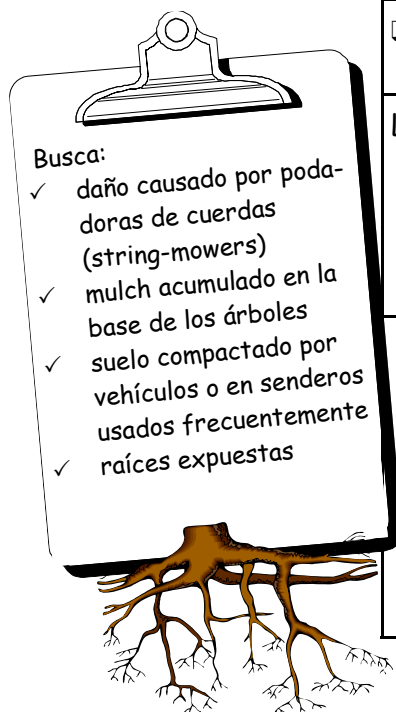 Busca:
✓ daño causado por poda-
doras de cuerdas
(string-mowers)
✓ mulch acumulado en la
base de los árboles
✓ suelo compactado por
vehículos o en senderos
usados frecuentemente
✓ raíces expuestas